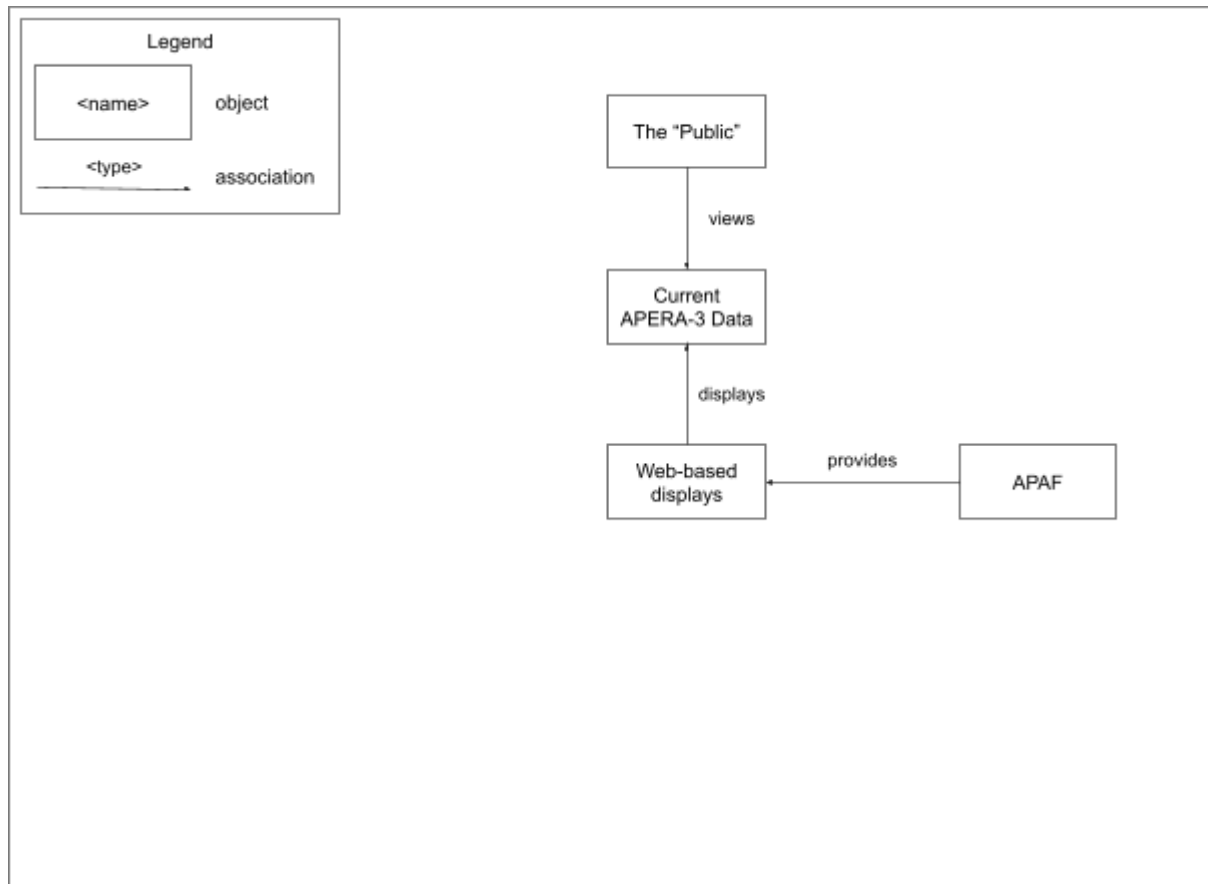 Legend
<name>
object
<type>
association
The “Public”
views
Current
APERA-3 Data
displays
Web-based
displays
provides
APAF